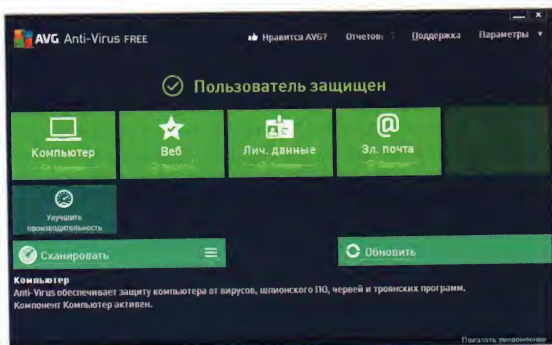 AVG Anti-Virus FREE
Нравится AVG? Отчетов: Поддержка Параметры
Пользователь защищен
Компьютер Веб Лич. данные Эл. почта
Улучшить
производительность
Сканировать Обновить
Компьютер
Anti-Virus обеспечивает защиту компьютера от вирусов, шпионского ПО, червей и троянских программ.
Компонент Компьютер активен.
Показать уведомления